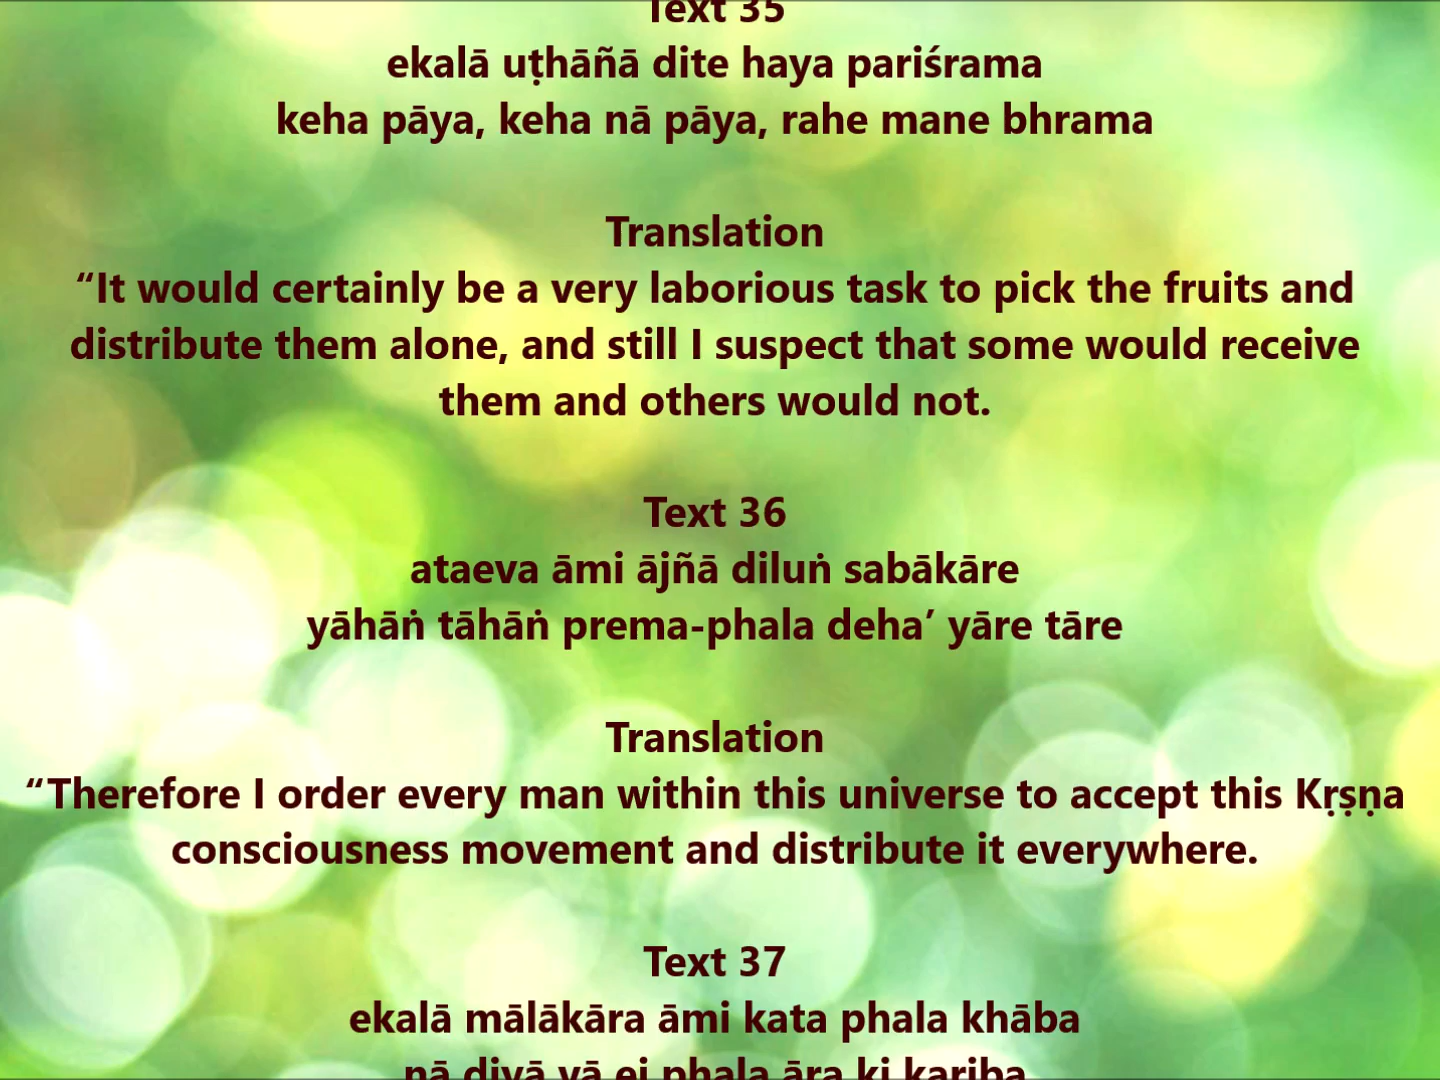 Text 35
ekalā uṭhāñā dite haya pariśrama
keha pāya, keha nā pāya, rahe mane bhrama
Translation
“It would certainly be a very laborious task to pick the fruits and
distribute them alone, and still I suspect that some would receive
them and others would not.
Text 36
ataeva āmi ājñā diluṅ sabākāre
yāhāṅ tāhāṅ prema-phala deha’ yāre tāre
Translation
“Therefore I order every man within this universe to accept this Kṛṣṇa
consciousness movement and distribute it everywhere.
Text 37
ekalā mālākāra āmi kata phala khāba
nā diyā vā ei phala āra ki kariba